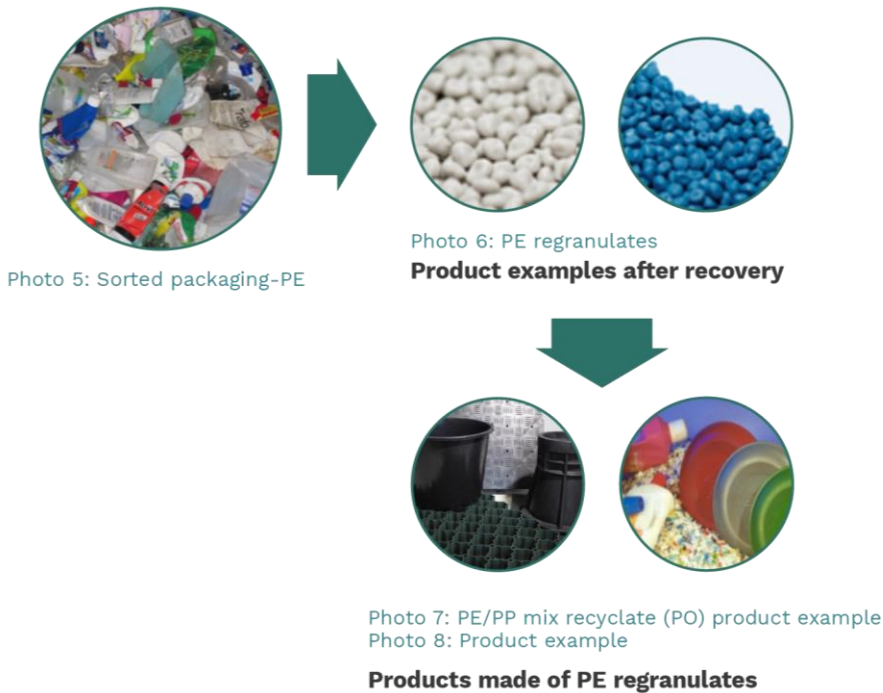 Photo 5: Sorted packaging-PE
Photo 6: PE regranulates
Product examples after recovery
Photo 7: PE/PP mix recyclate (PO) product example
Photo 8: Product example
Products made of PE regranulates